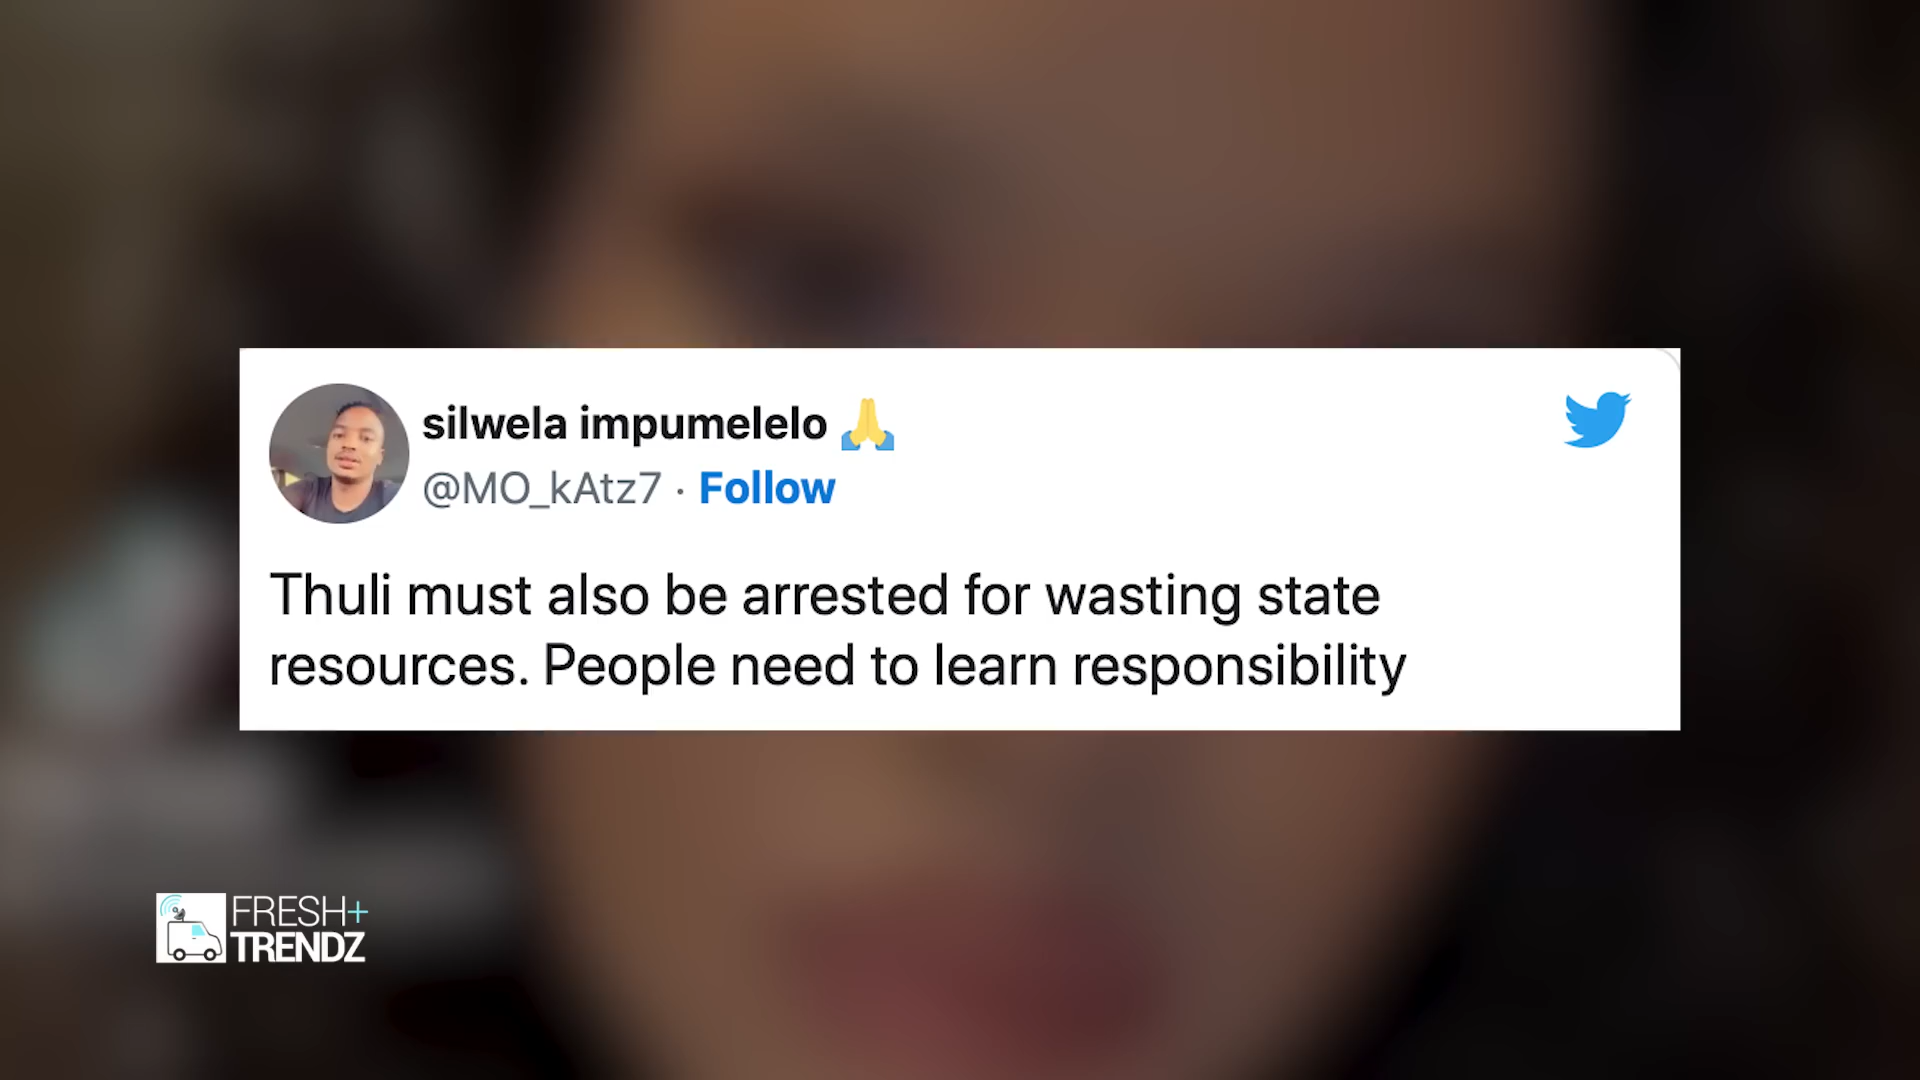 silwela impumelelo 🙏
@MO_kAtz7 · Follow
Thuli must also be arrested for wasting state
resources. People need to learn responsibility
FRESH+
TRENDZ